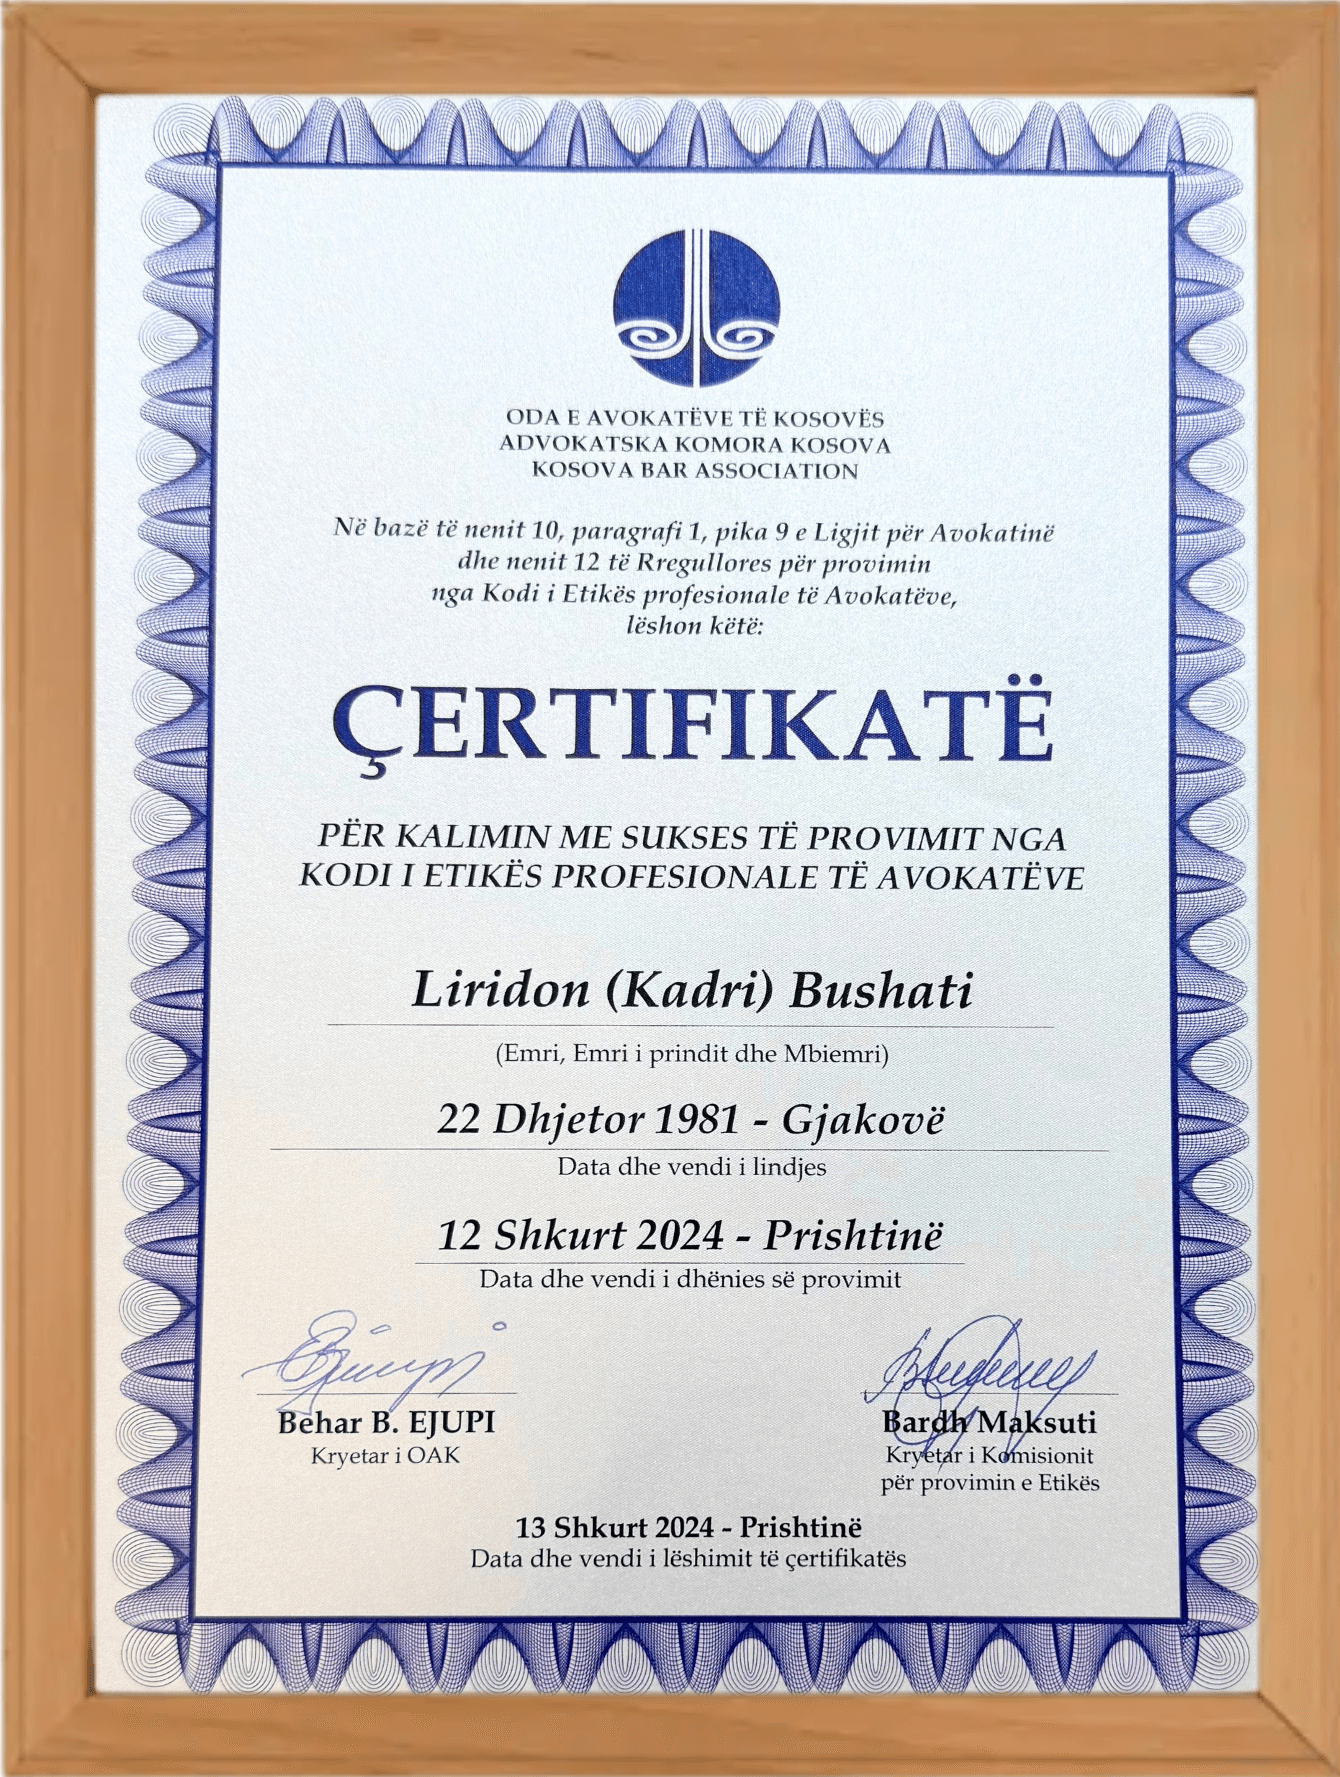 ODA E AVOKATËVE TË KOSOVËS
ADVOKATSKA KOMORA KOSOVA
KOSOVA BAR ASSOCIATION
Në bazë të nenit 10, paragrafi 1, pika 9 e Ligjit për Avokatinë
dhe nenit 12 të Rregullores për provimin
nga Kodi i Etikës profesionale të Avokatëve,
lëshon këtë:
ÇERTIFIKATË
PËR KALIMIN ME SUKSES TË PROVIMIT NGA
KODI I ETIKËS PROFESIONALE TË AVOKATËVE
Liridon (Kadri) Bushati
(Emri, Emri i prindit dhe Mbiemri)
22 Dhjetor 1981 - Gjakovë
Data dhe vendi i lindjes
12 Shkurt 2024 - Prishtinë
Data dhe vendi i dhënies së provimit
Behar B. EJUPI
Kryetar i OAK
Bardh Maksuti
Kryetar i Komisionit
për provimin e Etikës
13 Shkurt 2024 - Prishtinë
Data dhe vendi i lëshimit të çertifikatës